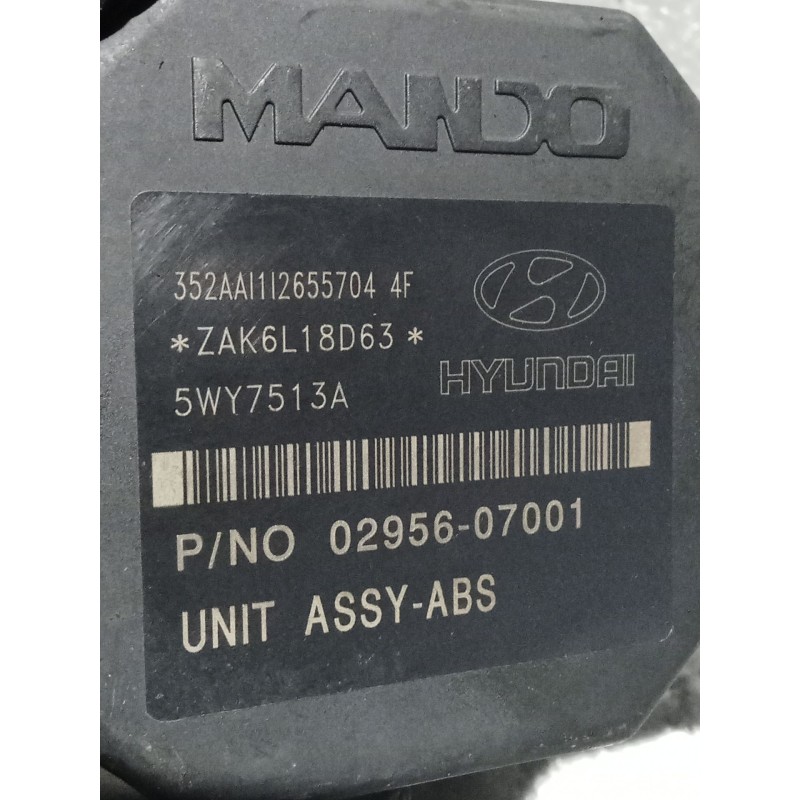 MANDO
352AAI1I2655704 4F
*ZAK6L18D63*
5WY7513A
HYUNDAI
P/NO 02956-07001
UNIT ASSY-ABS